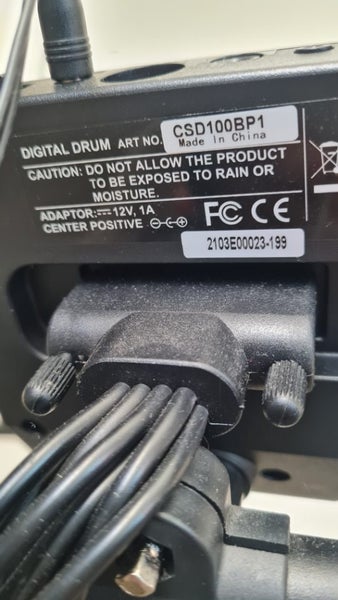 DIGITAL DRUM ART NO. CSD100BP1
Made in China
CAUTION: DO NOT ALLOW THE PRODUCT
TO BE EXPOSED TO RAIN OR
MOISTURE.
ADAPTOR: ⎓ 12V, 1A
CENTER POSITIVE
FC CE
2103E00023-199